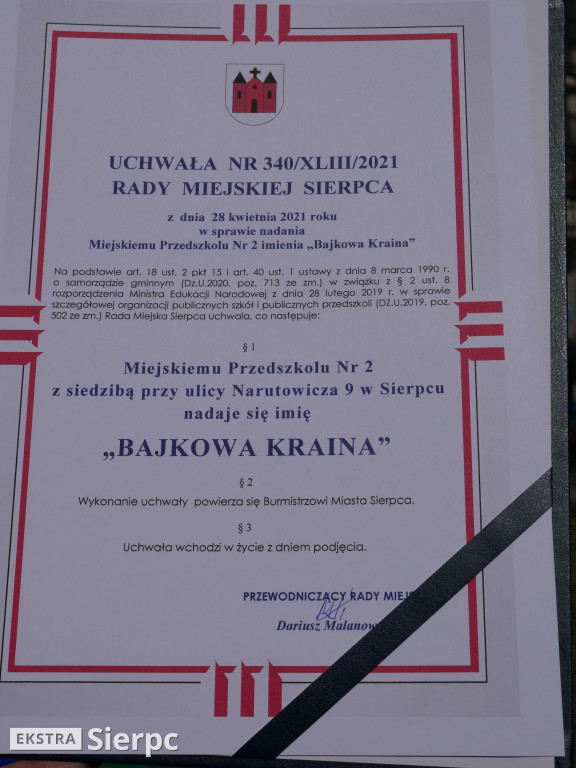 UCHWAŁA NR 340/XLIII/2021
RADY MIEJSKIEJ SIERPCA
z dnia 28 kwietnia 2021 roku
w sprawie nadania
Miejskiemu Przedszkolu Nr 2 imienia „Bajkowa Kraina”
Na podstawie art. 18 ust. 2 pkt 15 i art. 40 ust. 1 ustawy z dnia 8 marca 1990 r.
o samorządzie gminnym (Dz.U.2020, poz. 713 ze zm.) w związku z § 2 ust. 8
rozporządzenia Ministra Edukacji Narodowej z dnia 28 lutego 2019 r. w sprawie
szczegółowej organizacji publicznych szkół i publicznych przedszkoli (DZ.U.2019, poz.
502 ze zm.) Rada Miejska Sierpca uchwala, co następuje:
§ 1
Miejskiemu Przedszkolu Nr 2
z siedzibą przy ulicy Narutowicza 9 w Sierpcu
nadaje się imię
„BAJKOWA KRAINA”
§ 2
Wykonanie uchwały powierza się Burmistrzowi Miasta Sierpca.
§ 3
Uchwała wchodzi w życie z dniem podjęcia.
PRZEWODNICZĄCY RADY MIEJ
Dariusz Malanow
EKSTRA Sierpc